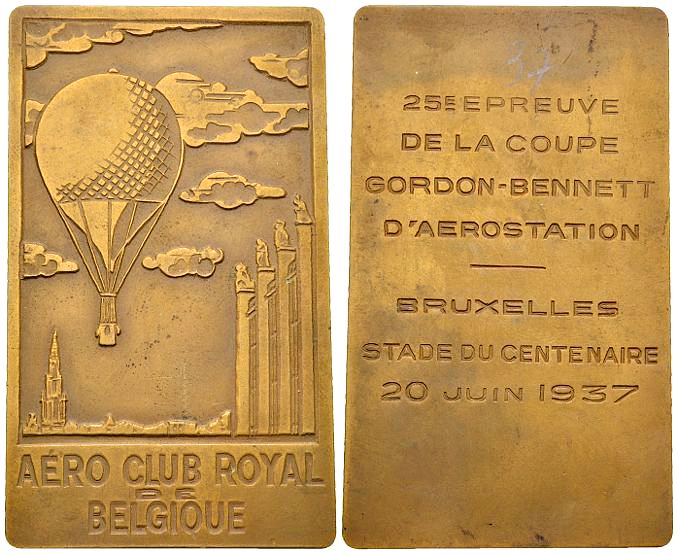 AÉRO CLUB ROYAL
DE
BELGIQUE
37
25E EPREUVE
DE LA COUPE
GORDON-BENNETT
D'AEROSTATION
BRUXELLES
STADE DU CENTENAIRE
20 JUIN 1937